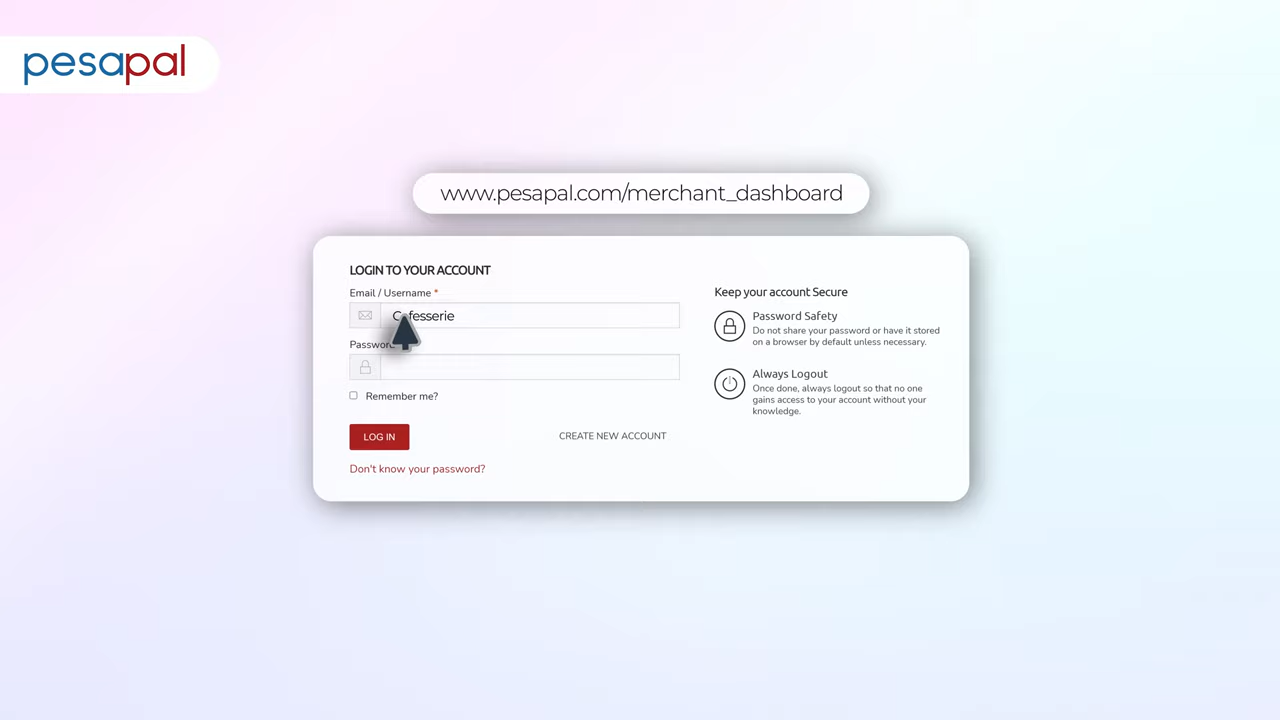 pesapal
www.pesapal.com/merchant_dashboard
LOGIN TO YOUR ACCOUNT
Email / Username *
Cafesserie
Password
Remember me?
LOG IN
CREATE NEW ACCOUNT
Don't know your password?
Keep your account Secure
Password Safety
Do not share your password or have it stored
on a browser by default unless necessary.
Always Logout
Once done, always logout so that no one
gains access to your account without your
knowledge.